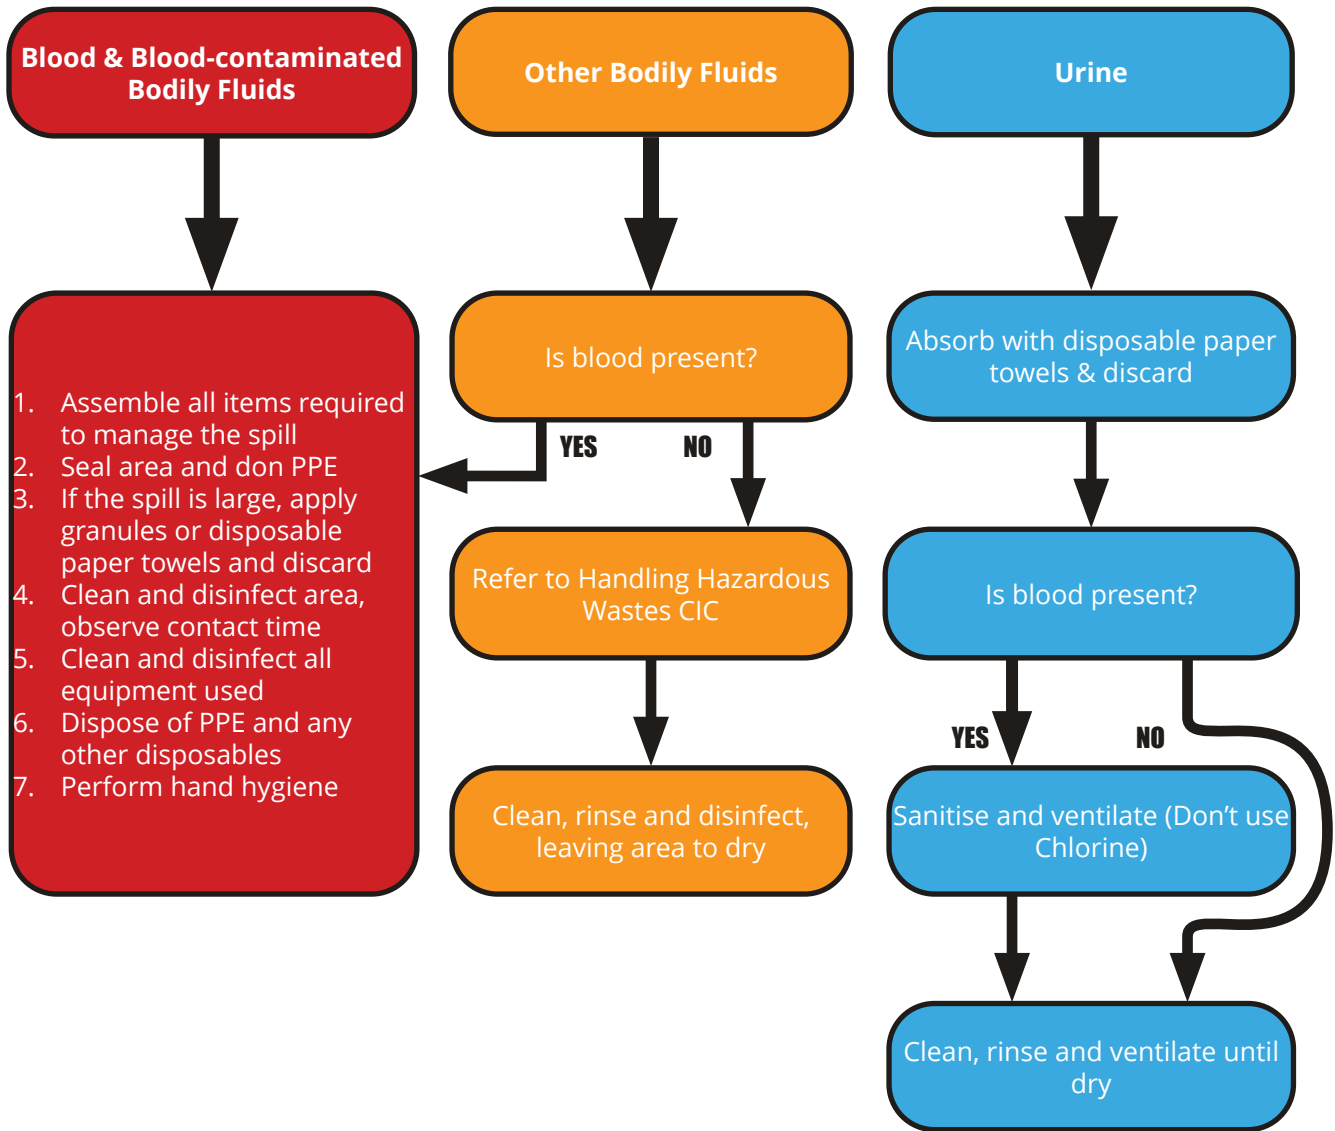 Blood & Blood-contaminated
Bodily Fluids
1. Assemble all items required
to manage the spill
2. Seal area and don PPE
3. If the spill is large, apply
granules or disposable
paper towels and discard
4. Clean and disinfect area,
observe contact time
5. Clean and disinfect all
equipment used
6. Dispose of PPE and any
other disposables
7. Perform hand hygiene
Other Bodily Fluids
Is blood present?
YES
NO
Refer to Handling Hazardous
Wastes CIC
Clean, rinse and disinfect,
leaving area to dry
Urine
Absorb with disposable paper
towels & discard
Is blood present?
YES
NO
Sanitise and ventilate (Don’t use
Chlorine)
Clean, rinse and ventilate until
dry